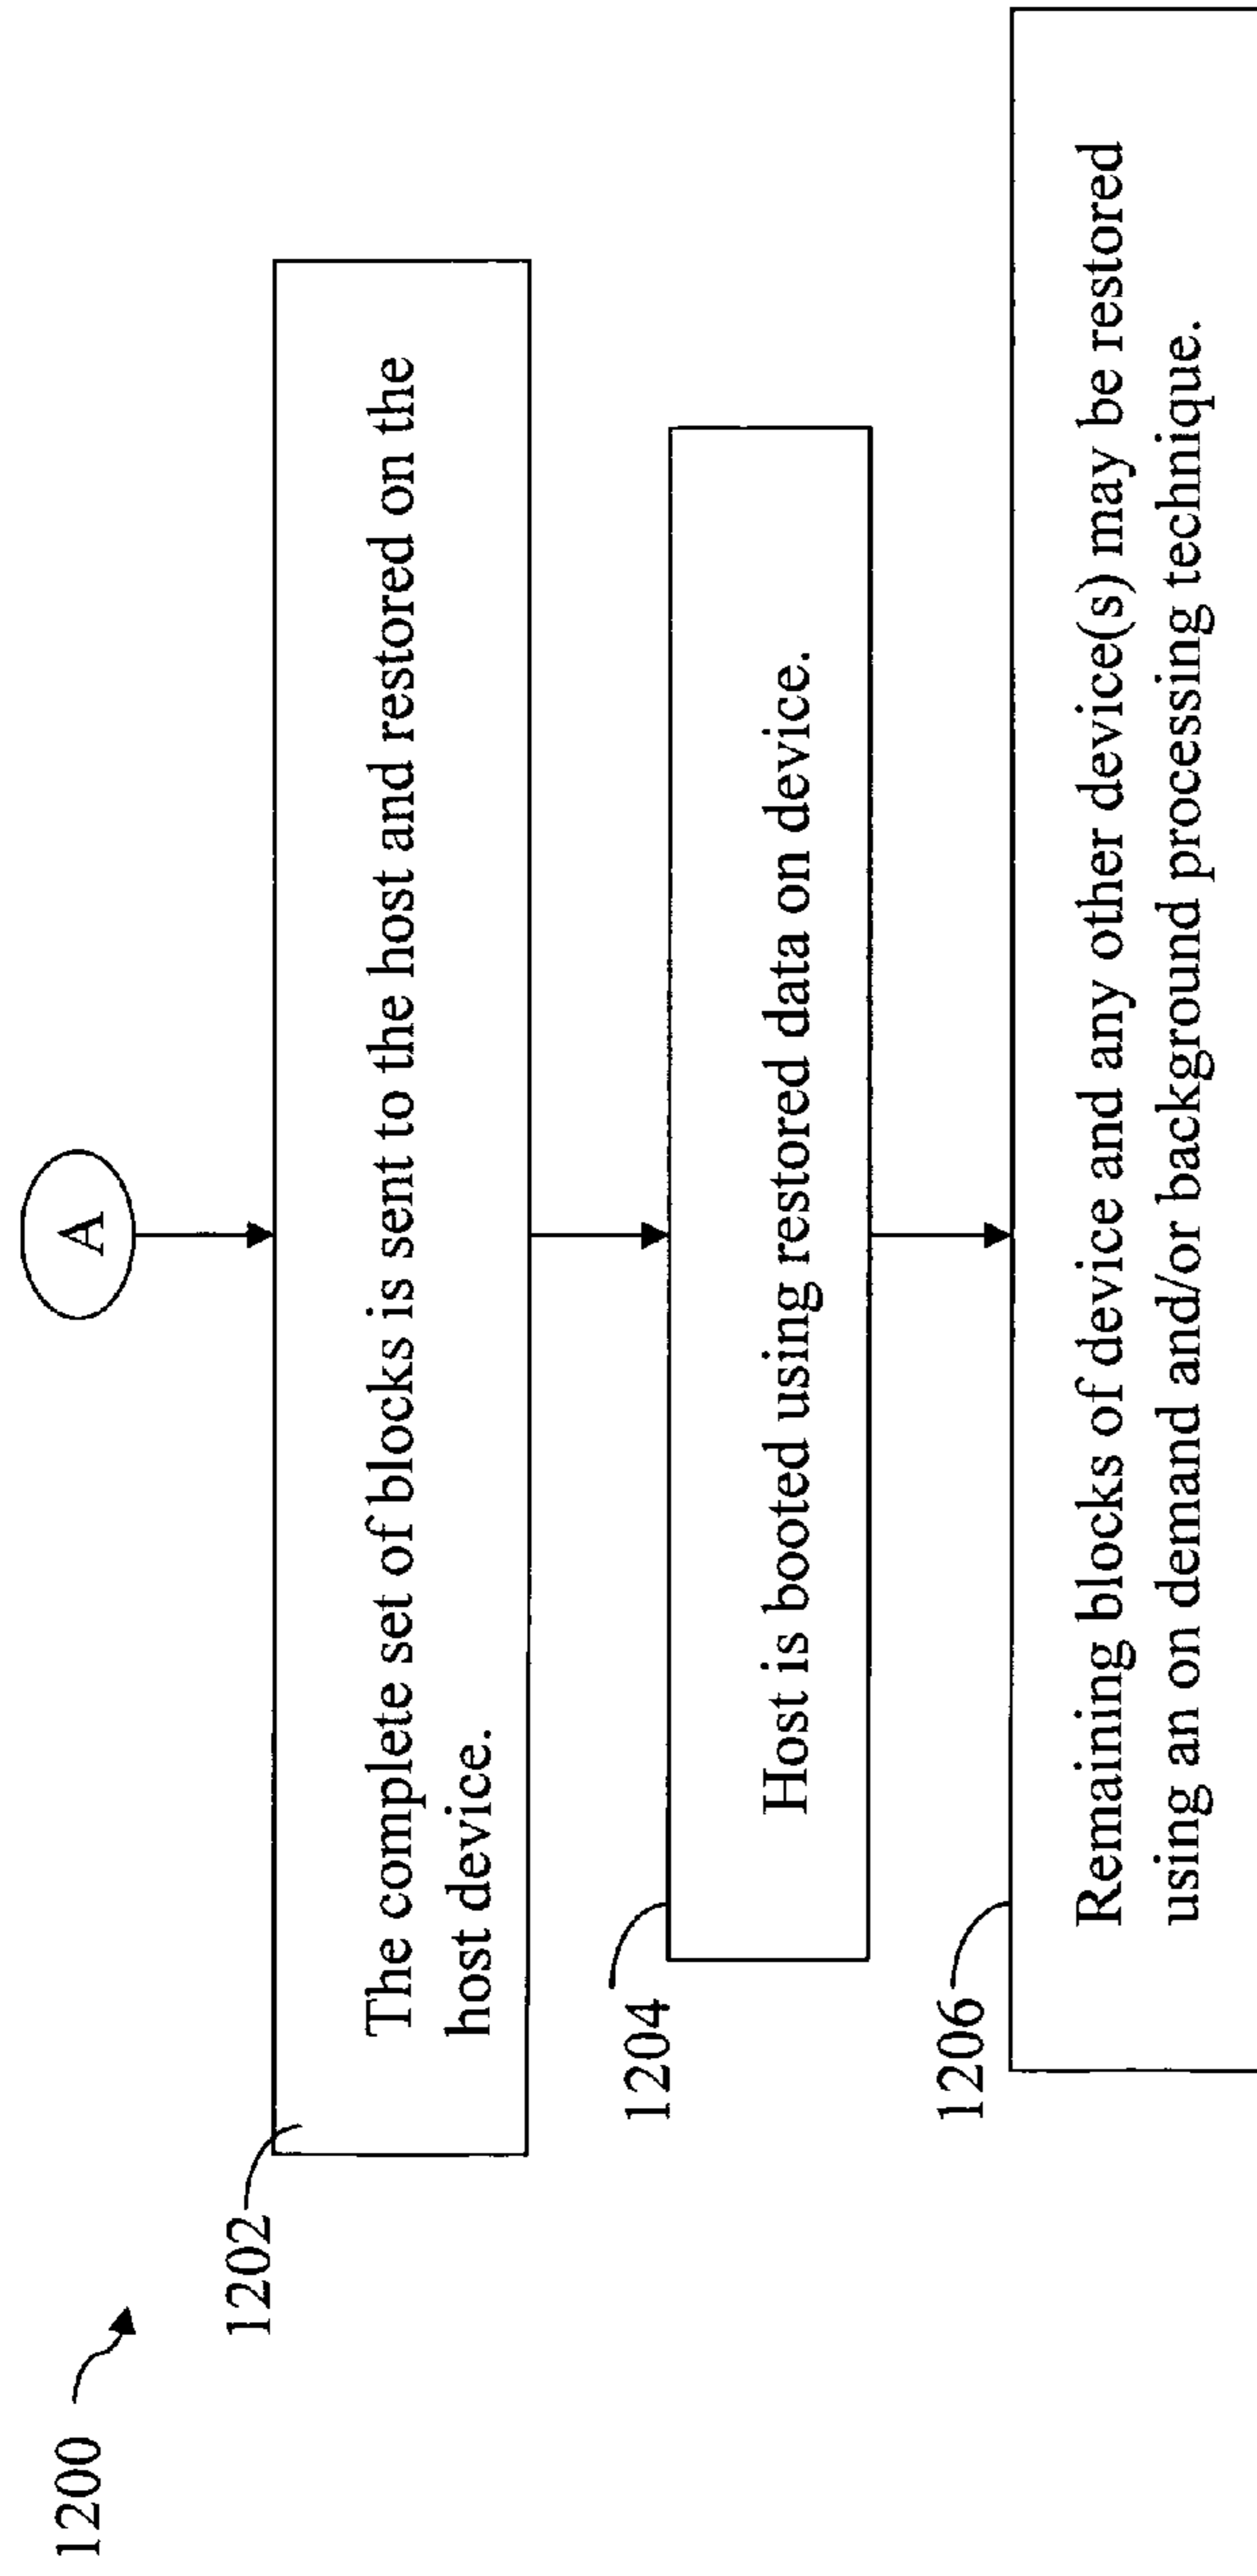 1200
A
1202
The complete set of blocks is sent to the host and restored on the
host device.
1204
Host is booted using restored data on device.
1206
Remaining blocks of device and any other device(s) may be restored
using an on demand and/or background processing technique.